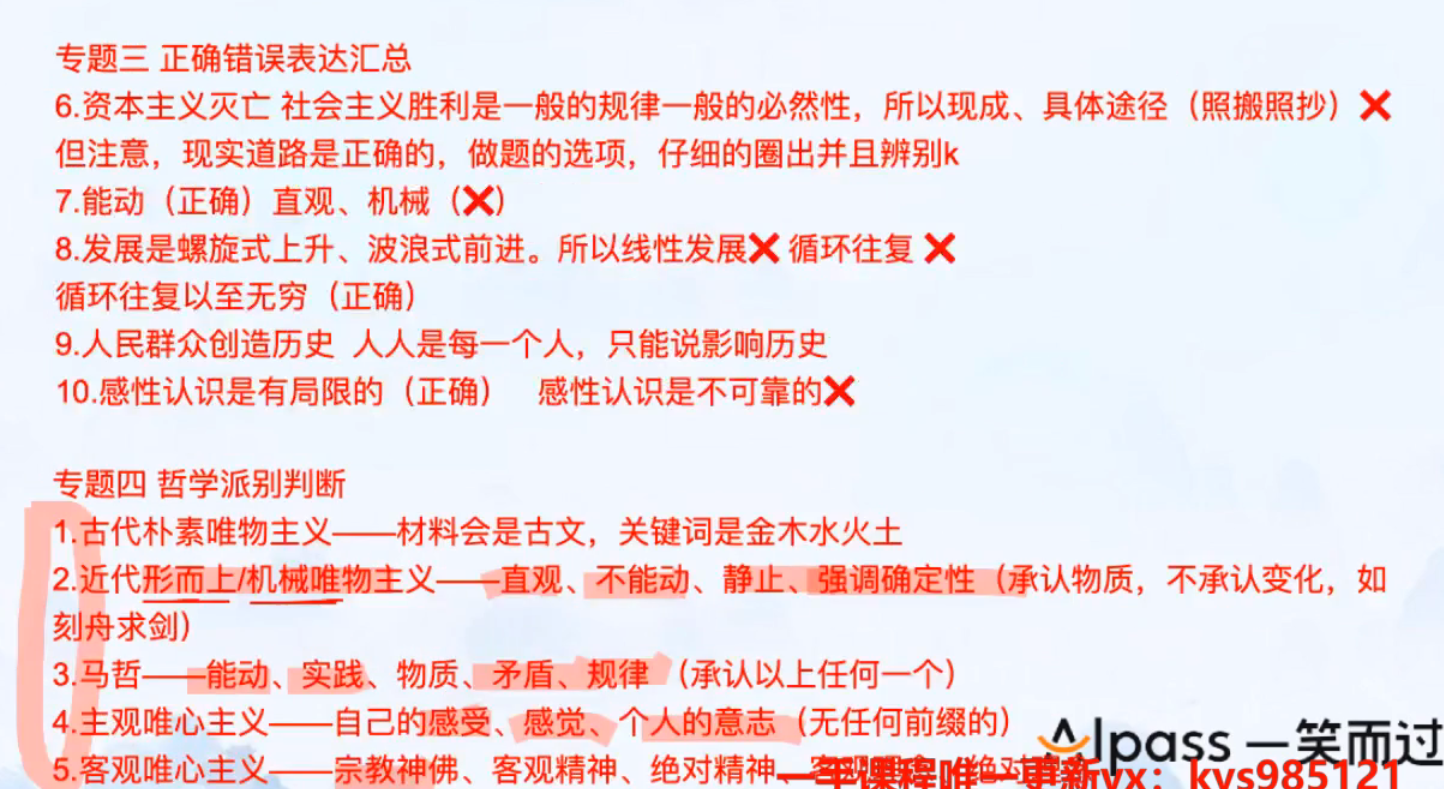 专题三 正确错误表达汇总
6.资本主义灭亡 社会主义胜利是一般的规律一般的必然性，所以现成、具体途径（照搬照抄）❌
但注意，现实道路是正确的，做题的选项，仔细的圈出并且辨别k
7.能动（正确）直观、机械（❌）
8.发展是螺旋式上升、波浪式前进。所以线性发展❌ 循环往复 ❌
循环往复以至无穷（正确）
9.人民群众创造历史 人人是每一个人，只能说影响历史
10.感性认识是有局限的（正确） 感性认识是不可靠的❌
专题四 哲学派别判断
1.古代朴素唯物主义——材料会是古文，关键词是金木水火土
2.近代形而上/机械唯物主义——直观、不能动、静止、强调确定性（承认物质，不承认变化，如
刻舟求剑）
3.马哲——能动、实践、物质、矛盾、规律（承认以上任何一个）
4.主观唯心主义——自己的感受、感觉、个人的意志（无任何前缀的）
AIpass 一笑而过
5.客观唯心主义——宗教神佛、客观精神、绝对精神、
一手课程唯一更新vx：kys985121